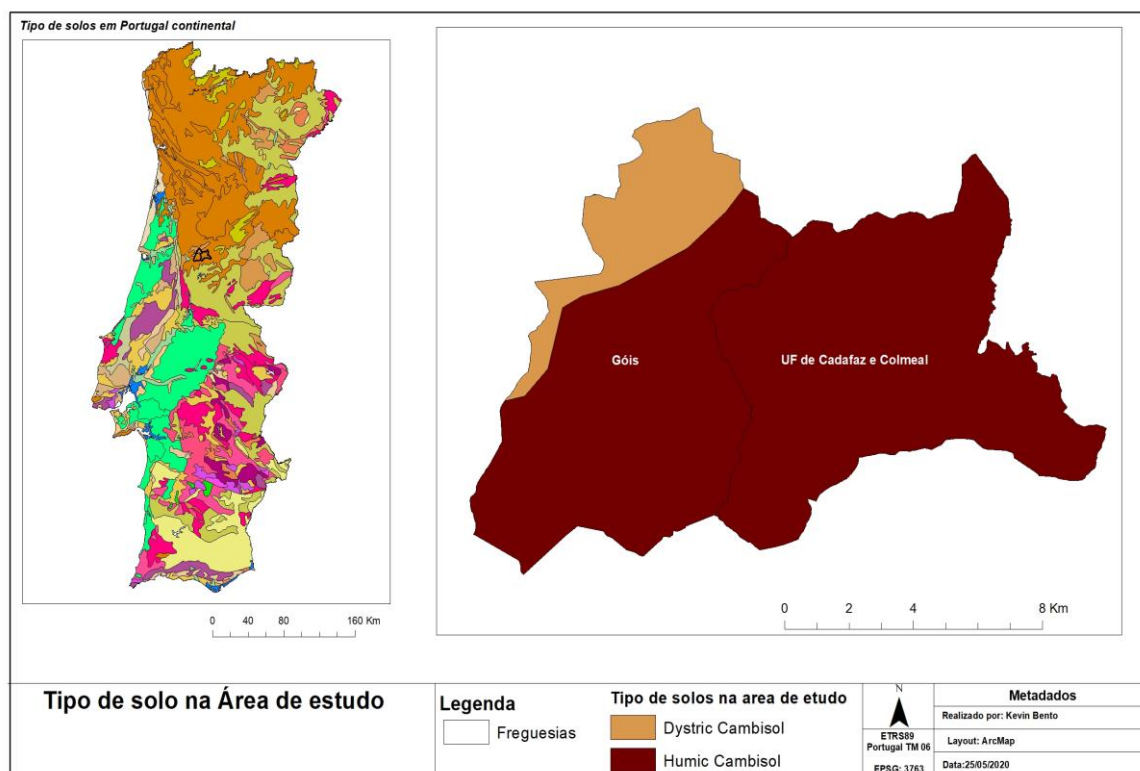 Tipo de solos em Portugal continental
Góis
UF de Cadafaz e Colmeal
0 40 80 160 Km
0 2 4 8 Km
Tipo de solo na Área de estudo
Legenda
Freguesias
Tipo de solos na area de etudo
Dystric Cambisol
Humic Cambisol
N
ETRS89
Portugal TM 06
EPSG: 3763
Metadados
Realizado por: Kevin Bento
Layout: ArcMap
Data:25/05/2020